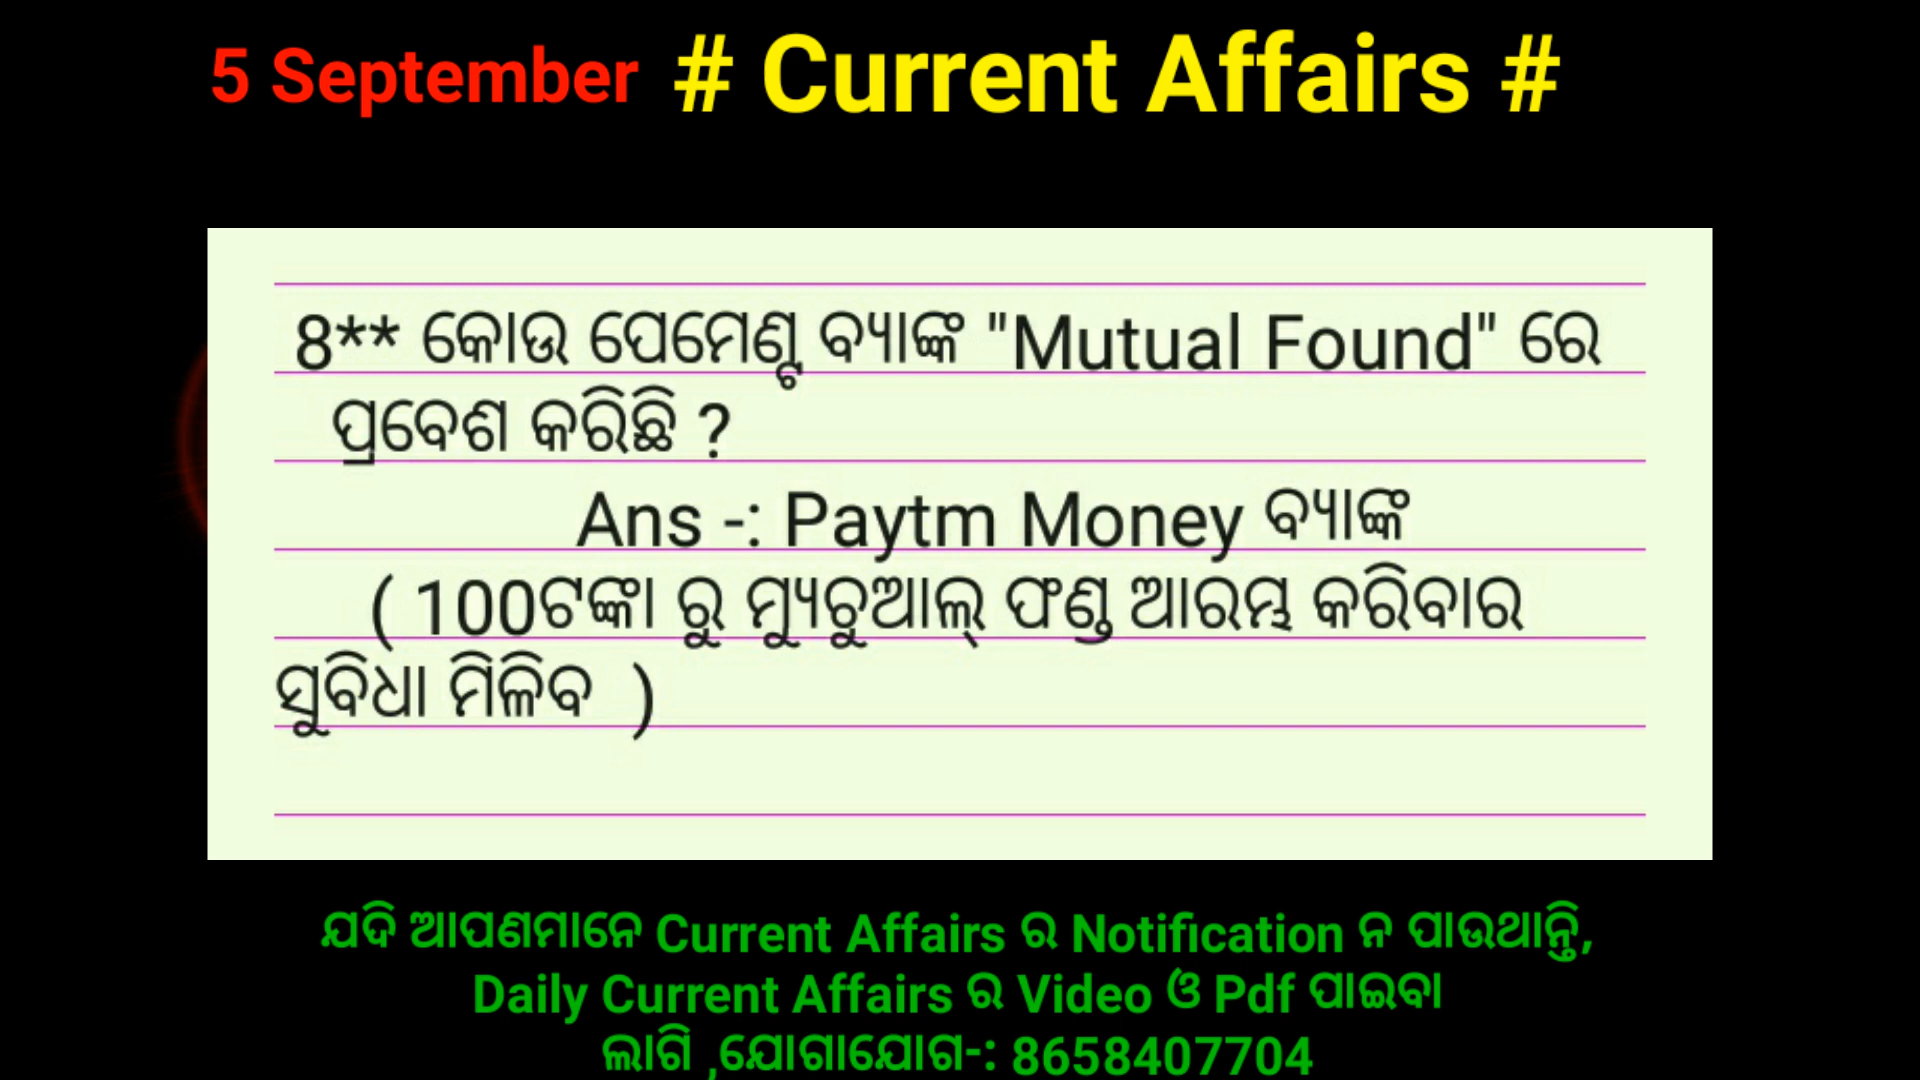 5 September # Current Affairs #
8** କୋଉ ପେମେଣ୍ଟ ବ୍ୟାଙ୍କ "Mutual Found" ରେ
ପ୍ରବେଶ କରିଛି ?
Ans -: Paytm Money ବ୍ୟାଙ୍କ
( 100ଟଙ୍କା ରୁ ମ୍ୟୁଚୁଆଲ୍ ଫଣ୍ଡ ଆରମ୍ଭ କରିବାର
ସୁବିଧା ମିଳିବ )
ଯଦି ଆପଣମାନେ Current Affairs ର Notification ନ ପାଉଥାନ୍ତି,
Daily Current Affairs ର Video ଓ Pdf ପାଇବା
ଲାଗି ,ଯୋଗାଯୋଗ-: 8658407704